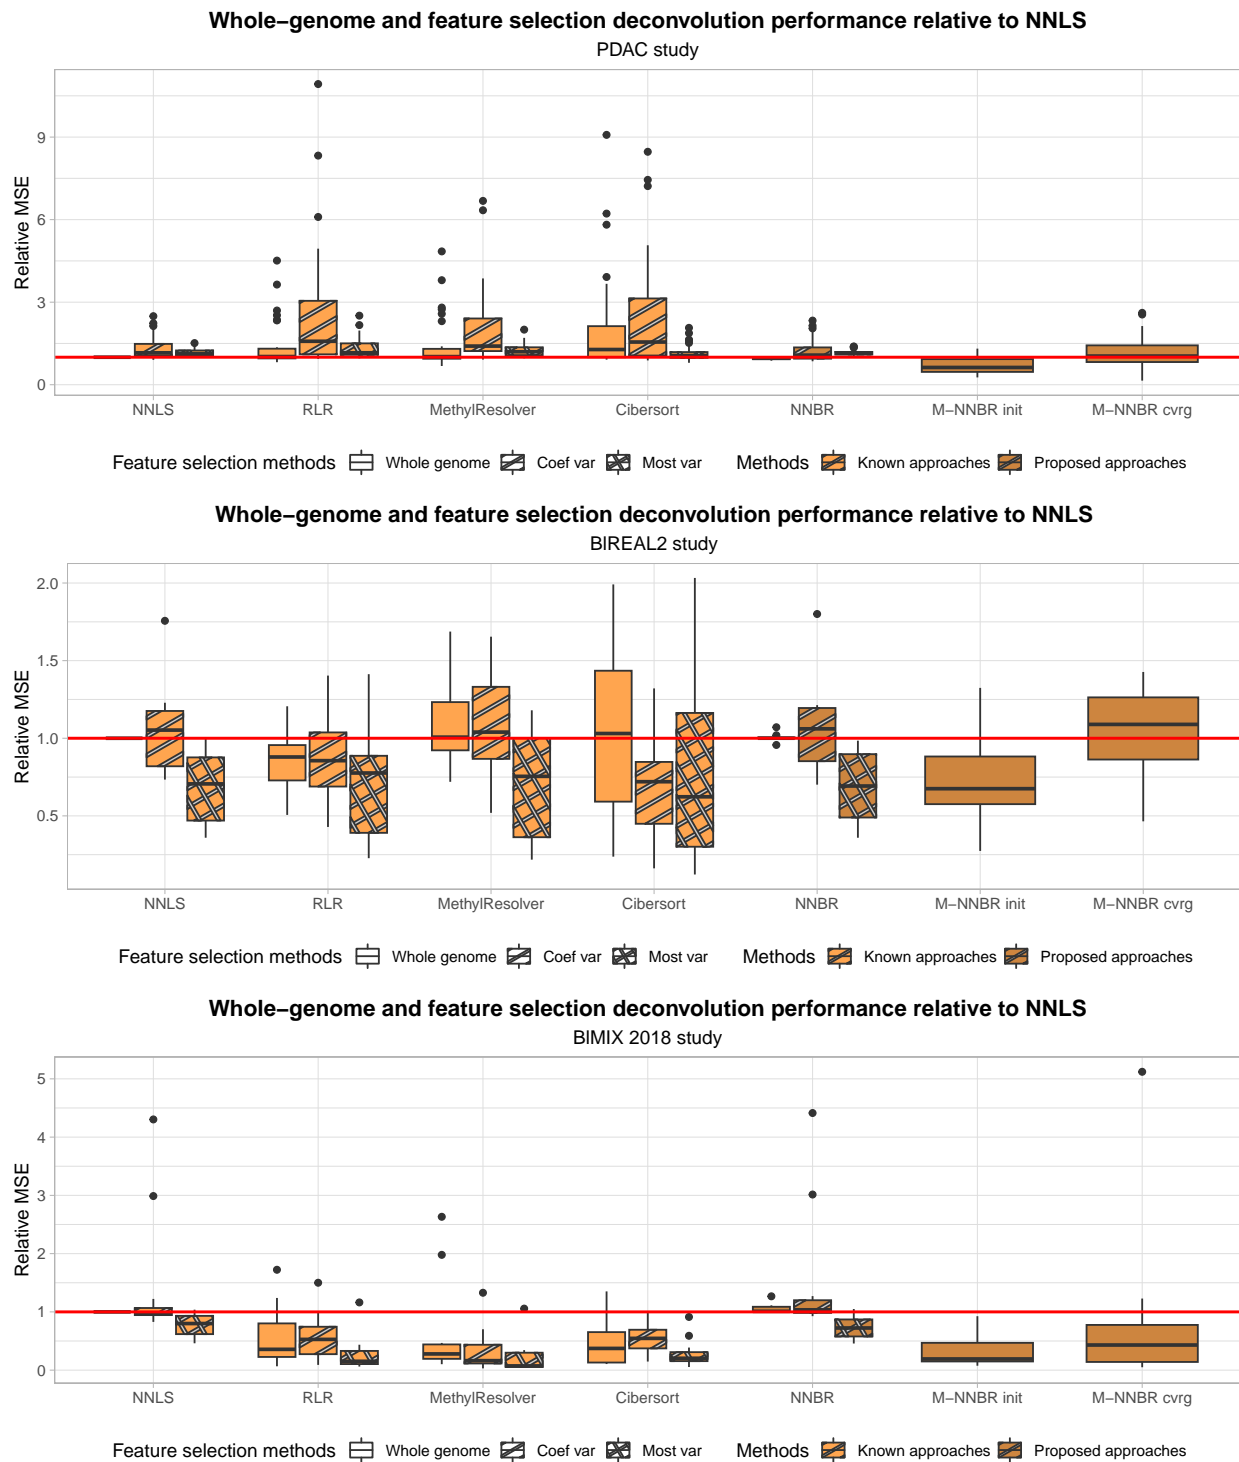 Whole−genome and feature selection deconvolution performance relative to NNLS
PDAC study
Relative MSE
9
6
3
0
NNLS RLR MethylResolver Cibersort NNBR M−NNBR init M−NNBR cvrg
Feature selection methods Whole genome Coef var Most var Methods Known approaches Proposed approaches
Whole−genome and feature selection deconvolution performance relative to NNLS
BIREAL2 study
Relative MSE
2.0
1.5
1.0
0.5
NNLS RLR MethylResolver Cibersort NNBR M−NNBR init M−NNBR cvrg
Feature selection methods Whole genome Coef var Most var Methods Known approaches Proposed approaches
Whole−genome and feature selection deconvolution performance relative to NNLS
BIMIX 2018 study
Relative MSE
5
4
3
2
1
0
NNLS RLR MethylResolver Cibersort NNBR M−NNBR init M−NNBR cvrg
Feature selection methods Whole genome Coef var Most var Methods Known approaches Proposed approaches